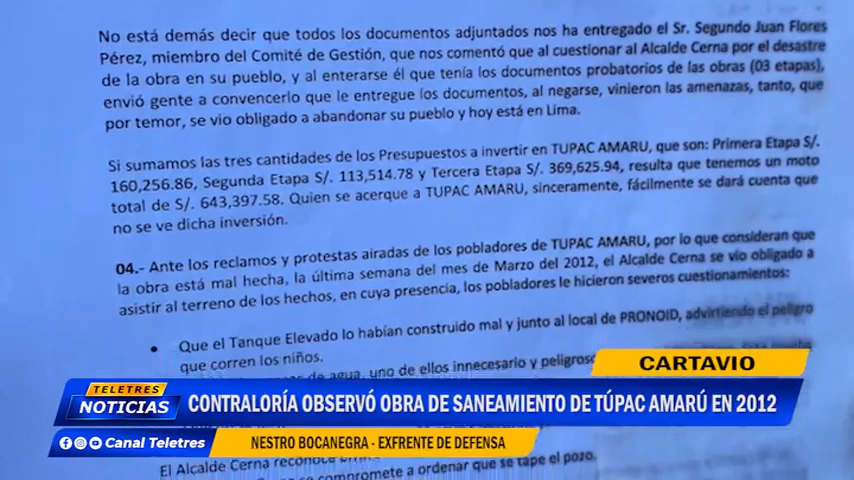 No está demás decir que todos los documentos adjuntados nos ha entregado el Sr. Segundo Juan Flores
Pérez, miembro del Comité de Gestión, que nos comentó que al cuestionar al Alcalde Cerna por el desastre
de la obra en su pueblo, y al enterarse él que tenía los documentos probatorios de las obras (03 etapas),
envió gente a convencerlo que le entregue los documentos, al negarse, vinieron las amenazas, tanto, que
por temor, se vio obligado a abandonar su pueblo y hoy está en Lima.
Si sumamos las tres cantidades de los Presupuestos a invertir en TUPAC AMARU, que son: Primera Etapa S/.
160,256.86, Segunda Etapa S/. 113,514.78 y Tercera Etapa S/. 369,625.94, resulta que tenemos un moto
total de S/. 643,397.58. Quien se acerque a TUPAC AMARU, sinceramente, fácilmente se dará cuenta que
no se ve dicha inversión.
04.- Ante los reclamos y protestas airadas de los pobladores de TUPAC AMARU, por lo que consideran que
la obra está mal hecha, la última semana del mes de Marzo del 2012, el Alcalde Cerna se vio obligado a
asistir al terreno de los hechos, en cuya presencia, los pobladores le hicieron severos cuestionamientos:
• Que el Tanque Elevado lo habían construido mal y junto al local de PRONOID, advirtiendo el peligro
que corren los niños.
de agua, uno de ellos innecesario y peligroso
CARTAVIO
TELETRES
NOTICIAS
CONTRALORÍA OBSERVÓ OBRA DE SANEAMIENTO DE TÚPAC AMARÚ EN 2012
Canal Teletres
NESTRO BOCANEGRA - EXFRENTE DE DEFENSA
El Alcalde Cerna reconoce
se compromete a ordenar que se tape el pozo.